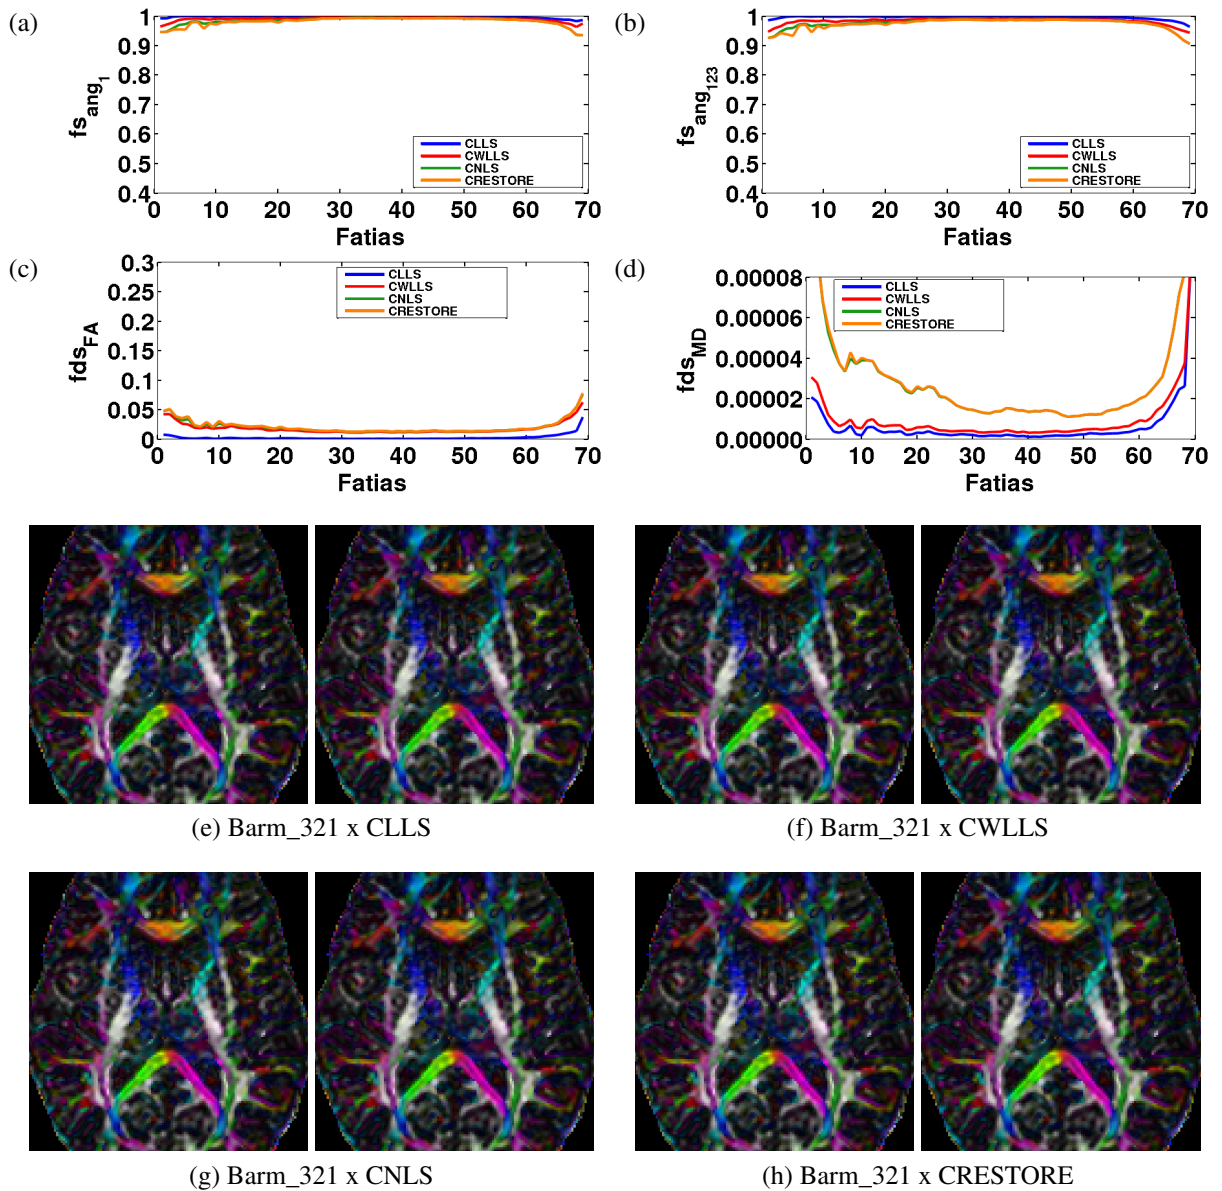 (a)
fs_ang_1
1
0.9
0.8
0.7
0.6
0.5
0.4
CLLS
CWLLS
CNLS
CRESTORE
0 10 20 30 40 50 60 70
Fatias
(b)
fs_ang_123
1
0.9
0.8
0.7
0.6
0.5
0.4
CLLS
CWLLS
CNLS
CRESTORE
0 10 20 30 40 50 60 70
Fatias
(c)
fds_FA
0.3
0.25
0.2
0.15
0.1
0.05
0
CLLS
CWLLS
CNLS
CRESTORE
0 10 20 30 40 50 60 70
Fatias
(d)
fds_MD
0.00008
0.00006
0.00004
0.00002
0.00000
CLLS
CWLLS
CNLS
CRESTORE
0 10 20 30 40 50 60 70
Fatias
(e) Barm_321 x CLLS
(f) Barm_321 x CWLLS
(g) Barm_321 x CNLS
(h) Barm_321 x CRESTORE